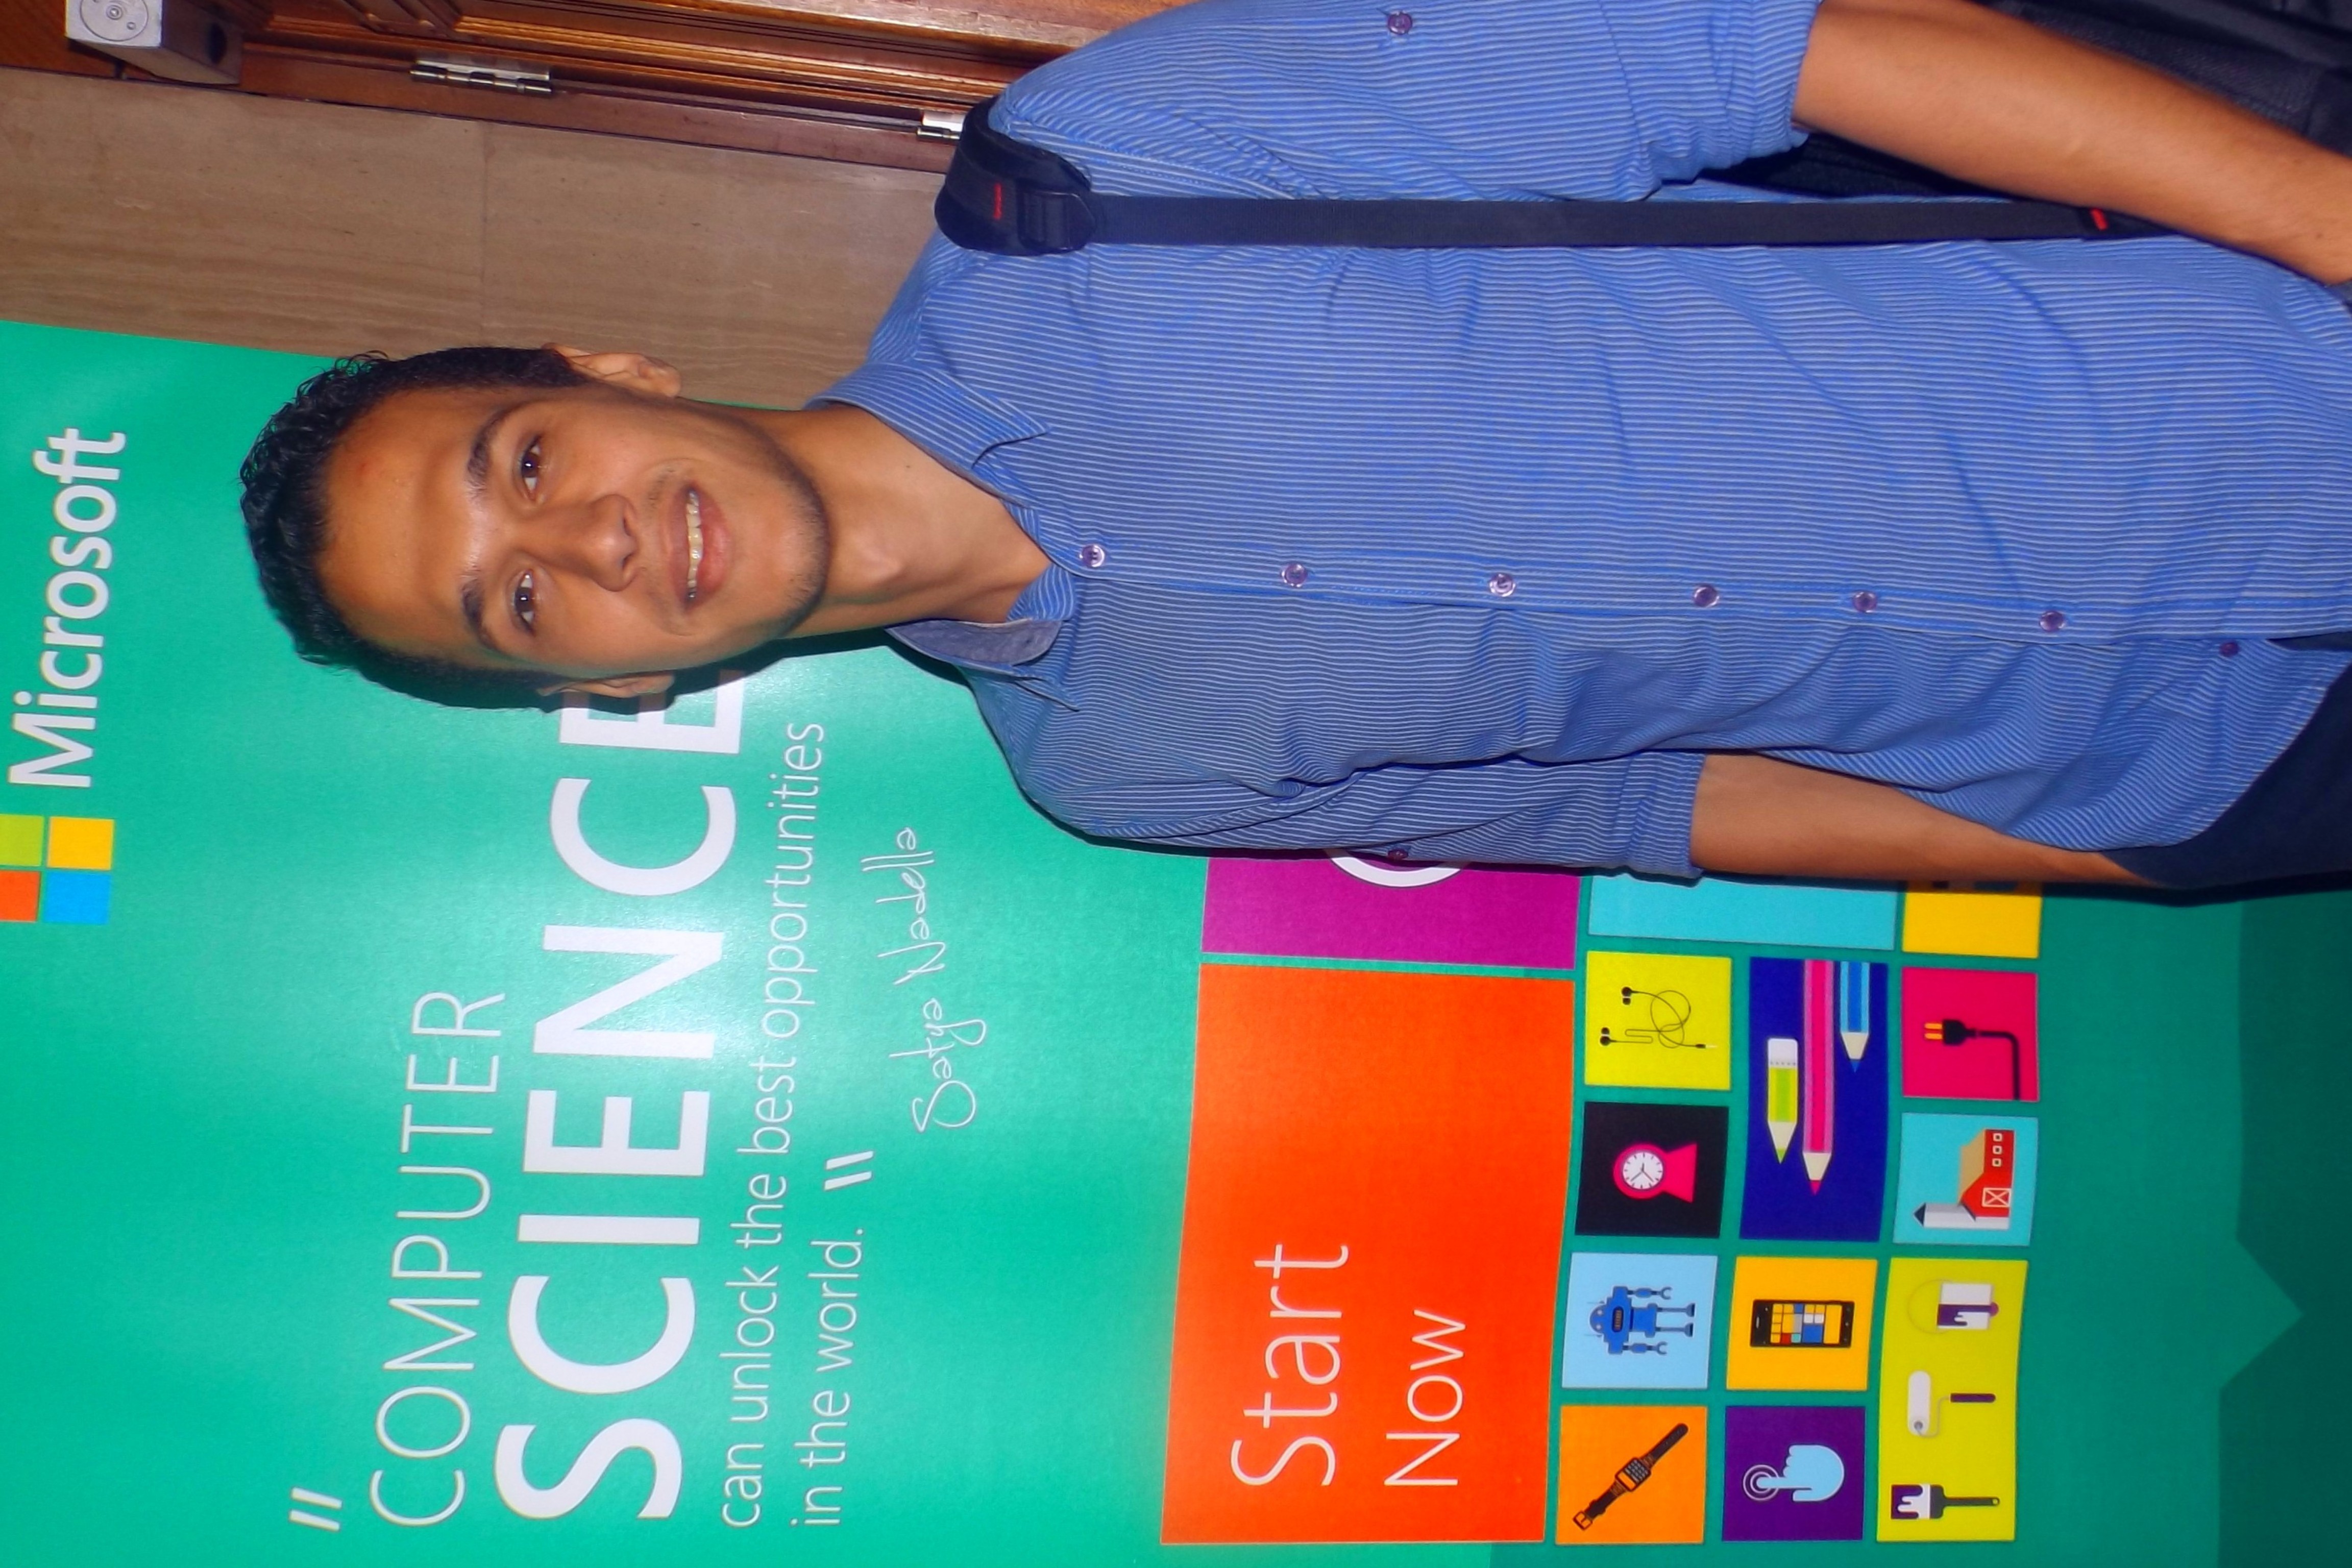 Microsoft
"
COMPUTER
SCIENCE
can unlock the best opportunities
in the world. "
Satya Nadella
Start
Now